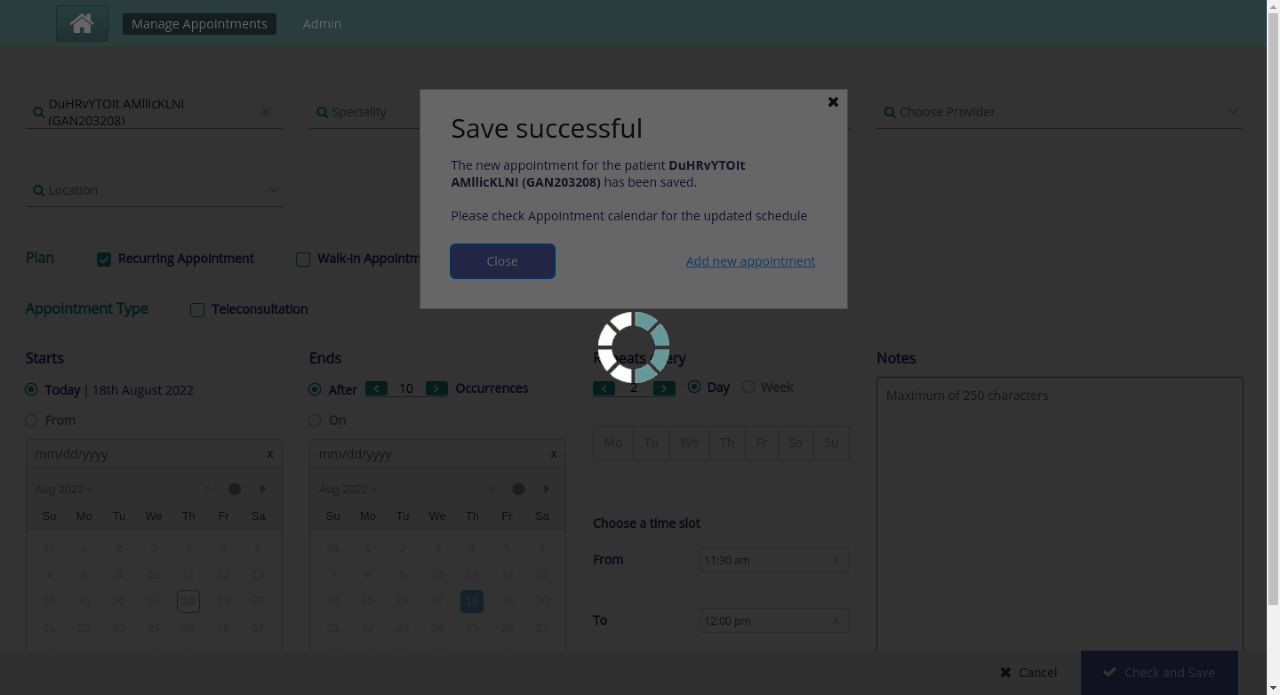 Manage Appointments Admin
DuHRvYTOIt AMllicKLNI
(GAN203208)
Speciality
Choose Provider
Location
Save successful
The new appointment for the patient DuHRvYTOIt
AMllicKLNI (GAN203208) has been saved.
Please check Appointment calendar for the updated schedule
Close Add new appointment
Plan Recurring Appointment Walk-In
Appointment Type Teleconsultation
Starts
Today | 18th August 2022
From
mm/dd/yyyy x
Aug 2022
Su Mo Tu We Th Fr Sa
31 1 2 3 4 5 6
7 8 9 10 11 12 13
14 15 16 17 18 19 20
21 22 23 24 25 26 27
Ends
After < 10 > Occurrences
On
mm/dd/yyyy x
Aug 2022
Su Mo Tu We Th Fr Sa
31 1 2 3 4 5 6
7 8 9 10 11 12 13
14 15 16 17 18 19 20
21 22 23 24 25 26 27
< 2 > Day Week
Mo Tu We Th Fr Sa Su
Choose a time slot
From 11:30 am x
To 12:00 pm x
Notes
Maximum of 250 characters
Cancel Check and Save